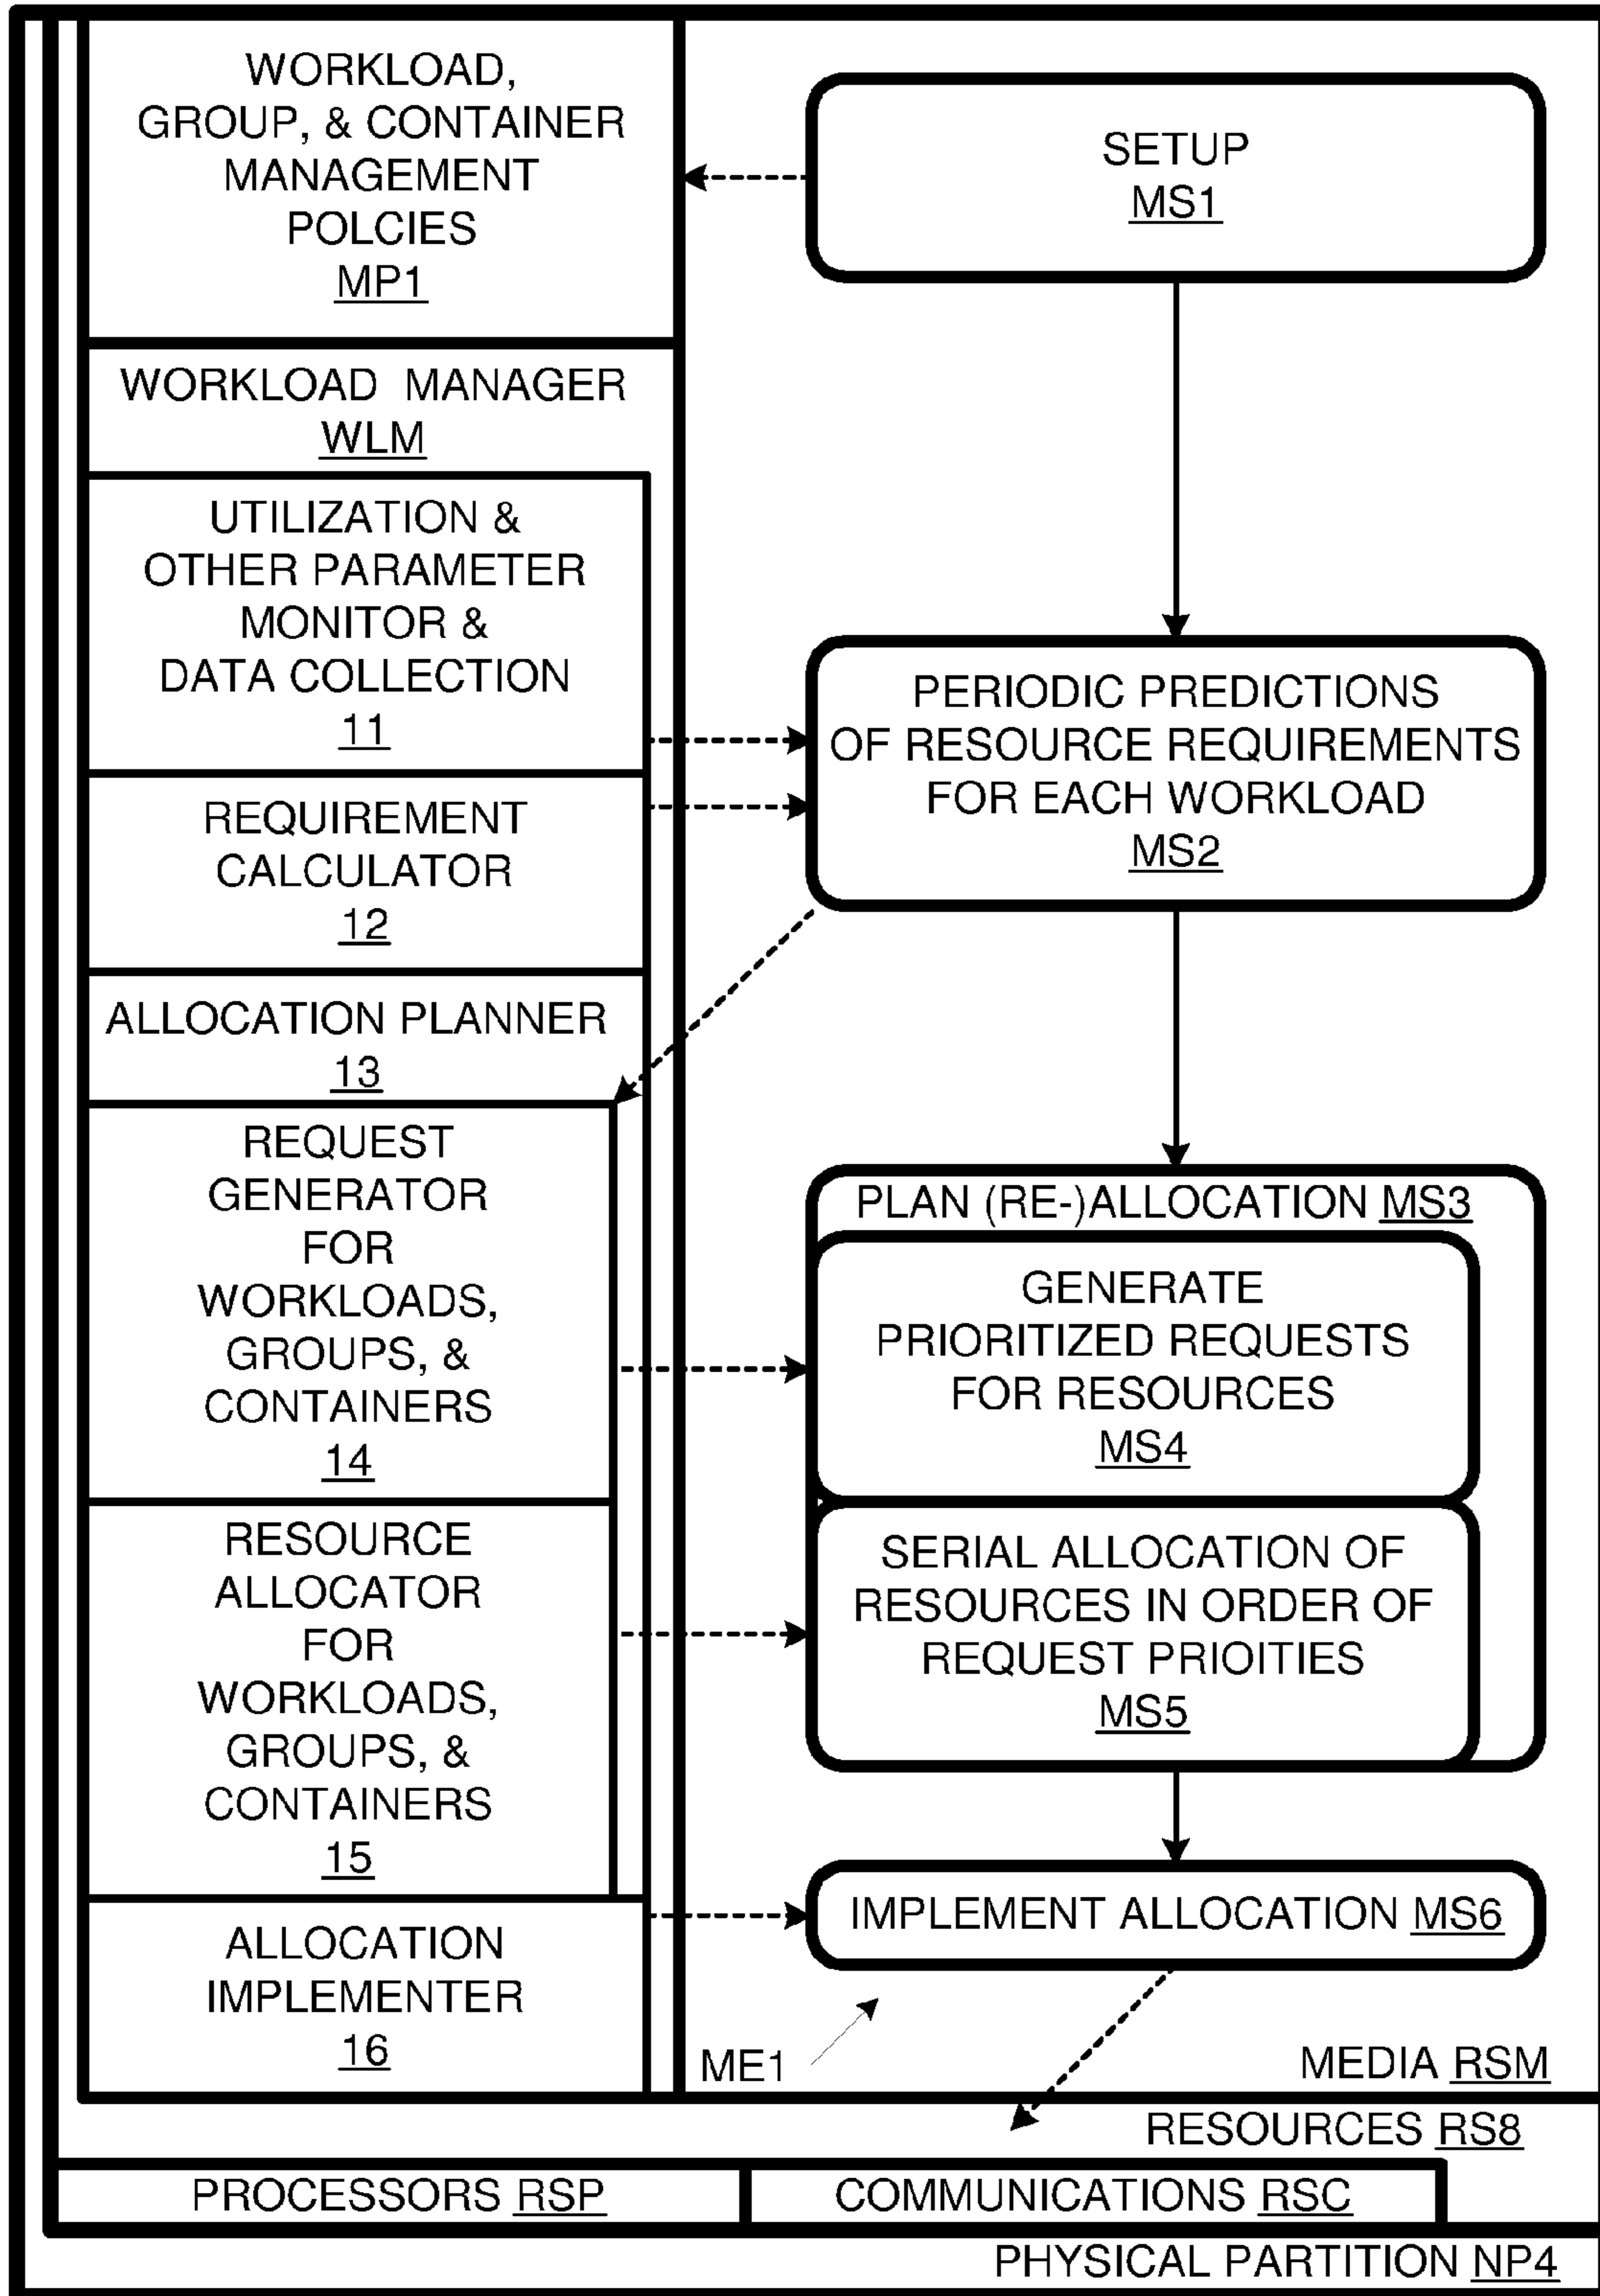 WORKLOAD,
GROUP, & CONTAINER
MANAGEMENT
POLCIES
MP1
WORKLOAD MANAGER
WLM
UTILIZATION &
OTHER PARAMETER
MONITOR &
DATA COLLECTION
11
REQUIREMENT
CALCULATOR
12
ALLOCATION PLANNER
13
REQUEST
GENERATOR
FOR
WORKLOADS,
GROUPS, &
CONTAINERS
14
RESOURCE
ALLOCATOR
FOR
WORKLOADS,
GROUPS, &
CONTAINERS
15
ALLOCATION
IMPLEMENTER
16
SETUP
MS1
PERIODIC PREDICTIONS
OF RESOURCE REQUIREMENTS
FOR EACH WORKLOAD
MS2
PLAN (RE-)ALLOCATION MS3
GENERATE
PRIORITIZED REQUESTS
FOR RESOURCES
MS4
SERIAL ALLOCATION OF
RESOURCES IN ORDER OF
REQUEST PRIOITIES
MS5
IMPLEMENT ALLOCATION MS6
ME1
MEDIA RSM
RESOURCES RS8
PROCESSORS RSP
COMMUNICATIONS RSC
PHYSICAL PARTITION NP4